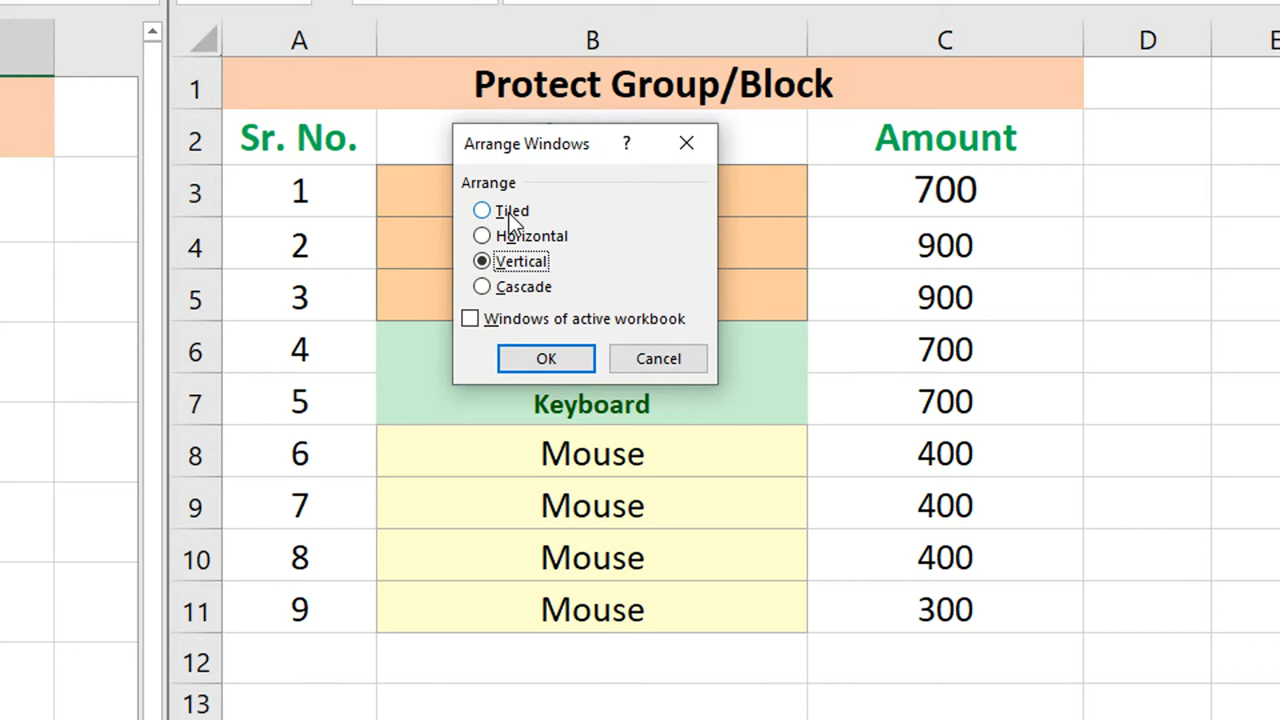 A B C D E
1 Protect Group/Block
2 Sr. No. Amount
Arrange Windows ? ✕
Arrange
Tiled
Horizontal
Vertical
Cascade
Windows of active workbook
OK Cancel
3 1 700
4 2 900
5 3 900
6 4 700
7 5 Keyboard 700
8 6 Mouse 400
9 7 Mouse 400
10 8 Mouse 400
11 9 Mouse 300
12
13